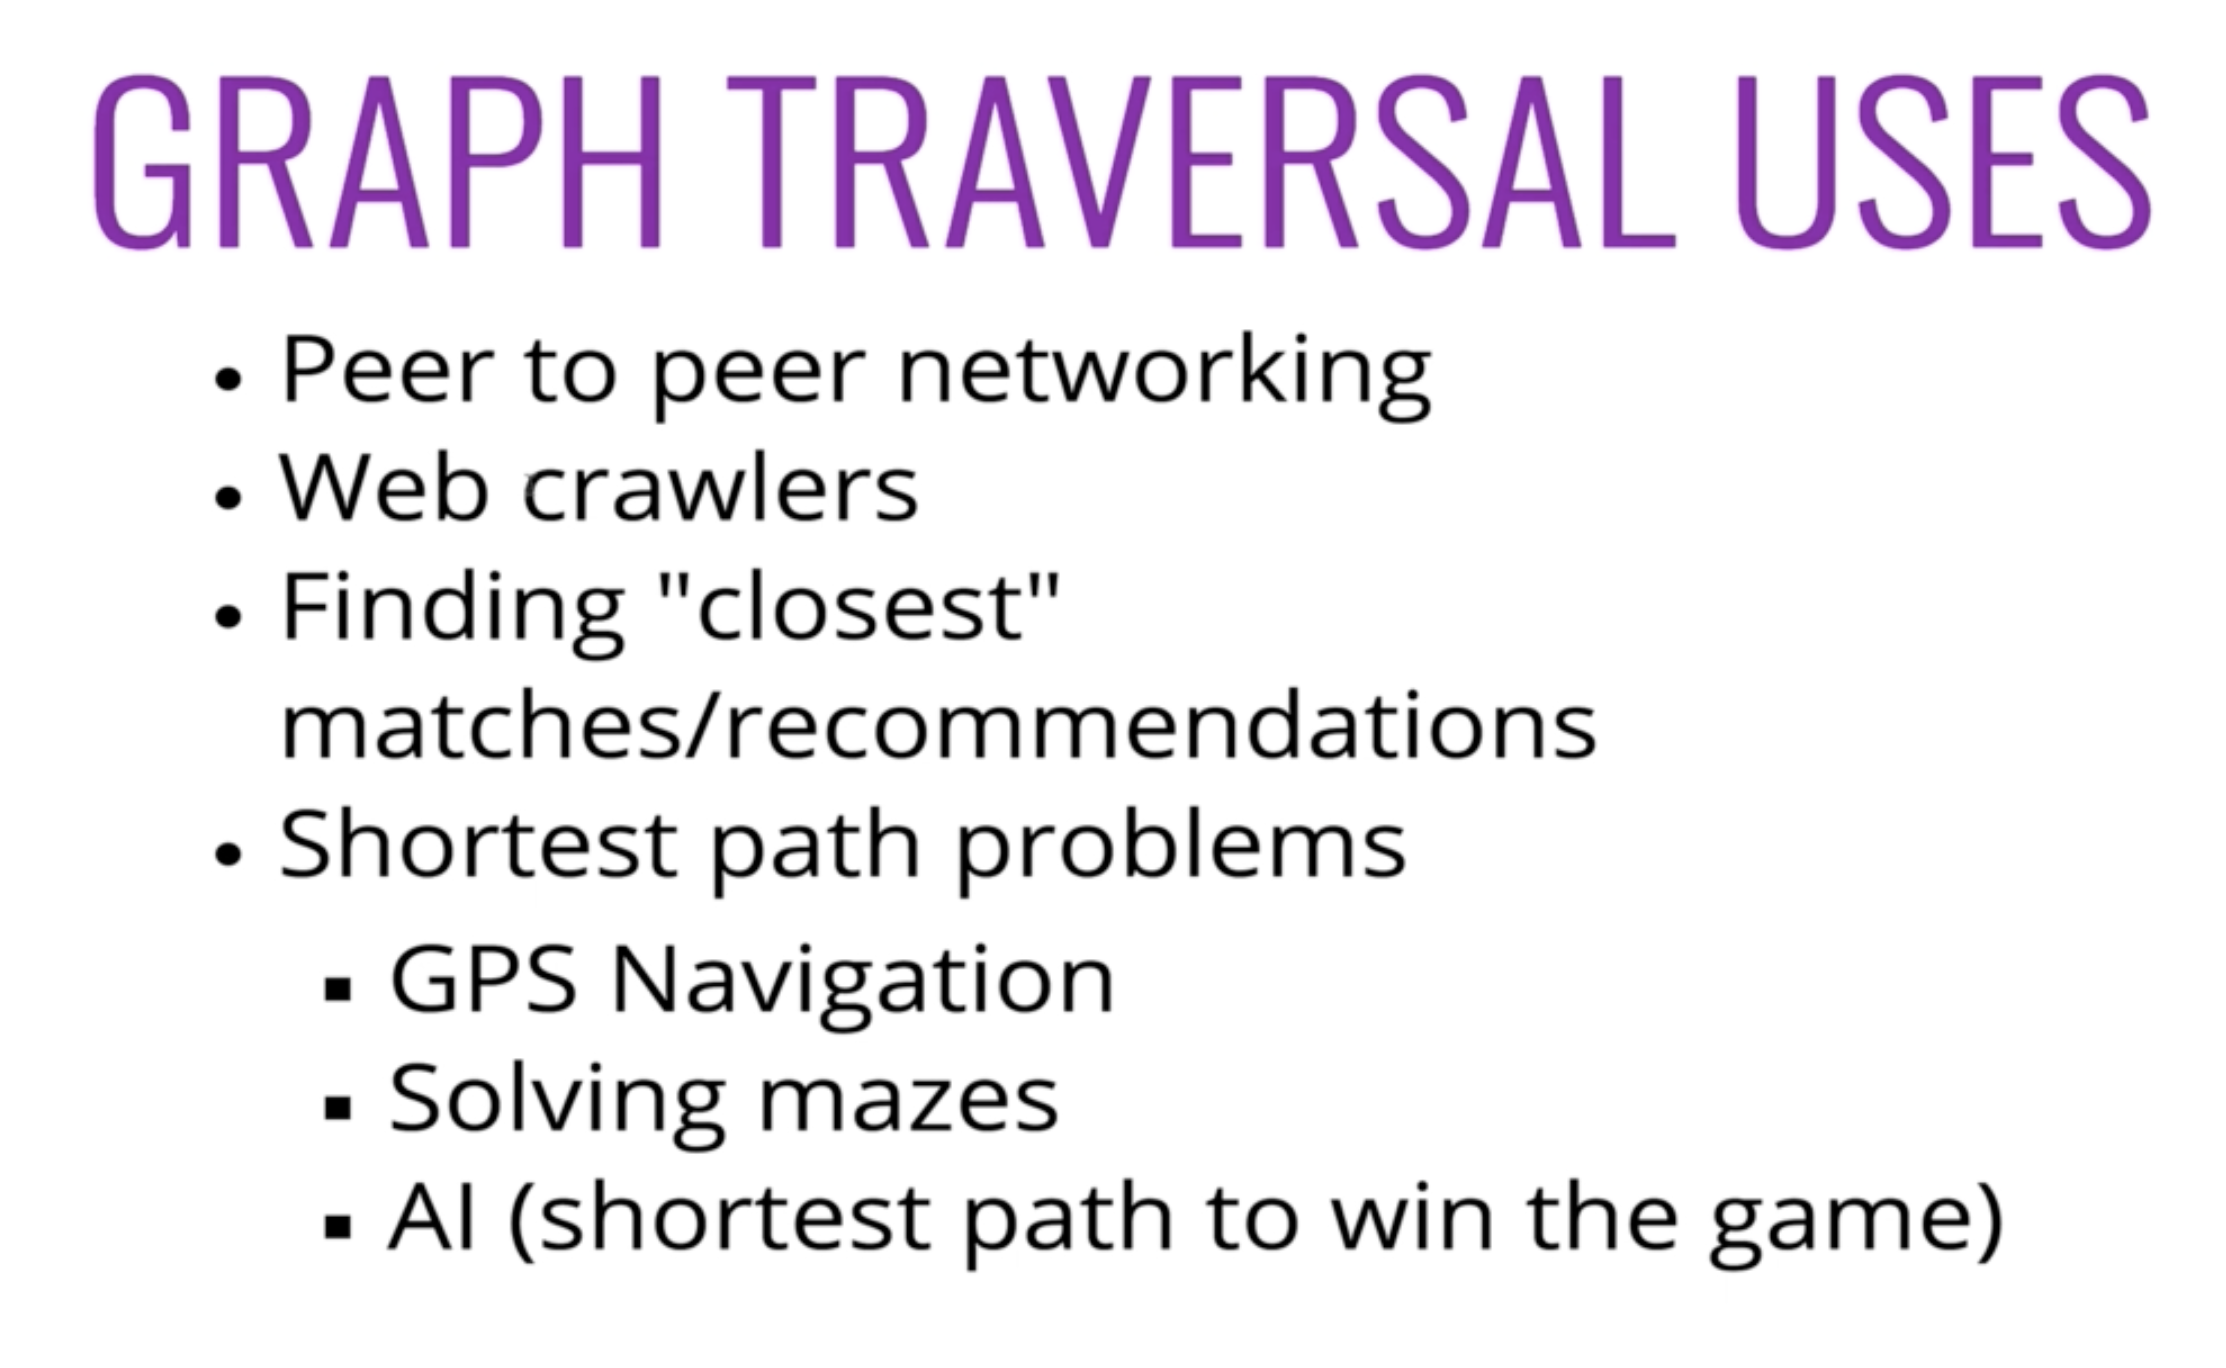 GRAPH TRAVERSAL USES
• Peer to peer networking
• Web crawlers
• Finding "closest"
matches/recommendations
• Shortest path problems
▪ GPS Navigation
▪ Solving mazes
▪ AI (shortest path to win the game)